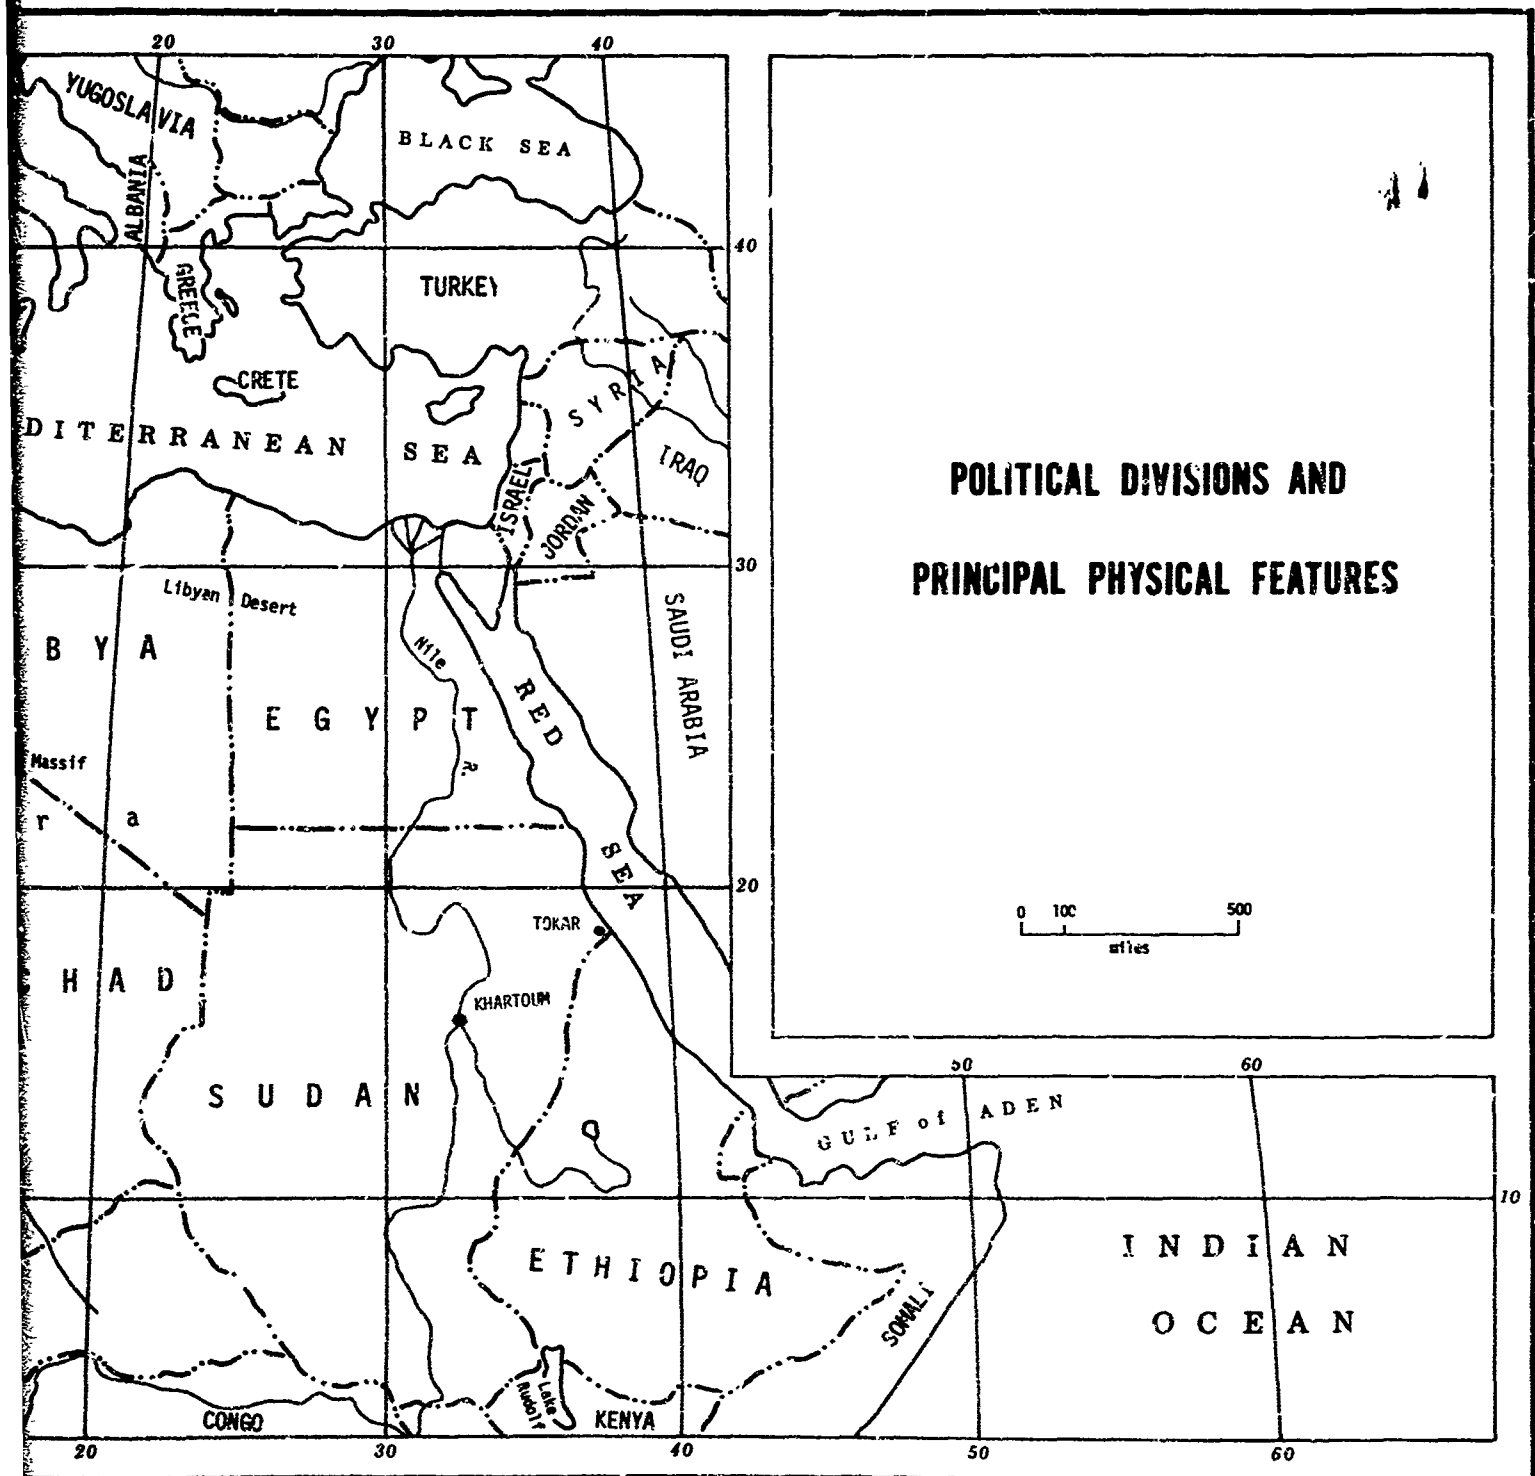 20 30 40
YUGOSLAVIA
BLACK SEA
ALBANIA
40
GREECE
TURKEY
CRETE
SYRIA
DITERRANEAN SEA
IRAQ
ISRAEL
JORDAN
30
Libyan Desert
BYA
Nile
R.
SAUDI ARABIA
EGYPT
RED
SEA
Massif
r a
20
TOKAR
HAD
KHARTOUM
SUDAN
POLITICAL DIVISIONS AND
PRINCIPAL PHYSICAL FEATURES
0 100 500
miles
50 60
GULF of ADEN
10
ETHIOPIA
INDIAN
OCEAN
SOMALI
Lake
Rudolf
CONGO
KENYA
20 30 40 50 60